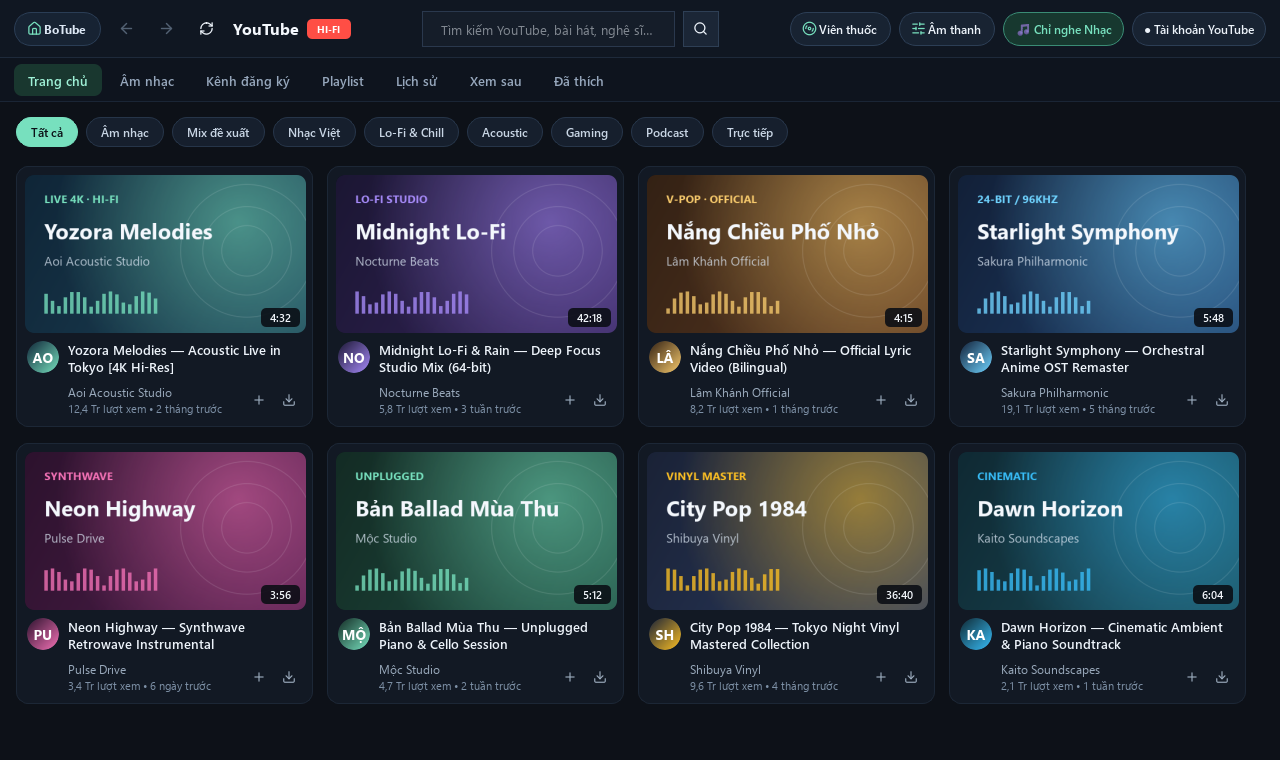 BoTube
YouTube HI-FI
Tìm kiếm YouTube, bài hát, nghệ sĩ...
Viên thuốc
Âm thanh
Chỉ nghe Nhạc
● Tài khoản YouTube
Trang chủ
Âm nhạc
Kênh đăng ký
Playlist
Lịch sử
Xem sau
Đã thích
Tất cả
Âm nhạc
Mix đề xuất
Nhạc Việt
Lo-Fi & Chill
Acoustic
Gaming
Podcast
Trực tiếp
LIVE 4K · HI-FI
Yozora Melodies
Aoi Acoustic Studio
4:32
AO
Yozora Melodies — Acoustic Live in
Tokyo [4K Hi-Res]
Aoi Acoustic Studio
12,4 Tr lượt xem • 2 tháng trước
LO-FI STUDIO
Midnight Lo-Fi
Nocturne Beats
42:18
NO
Midnight Lo-Fi & Rain — Deep Focus
Studio Mix (64-bit)
Nocturne Beats
5,8 Tr lượt xem • 3 tuần trước
V-POP · OFFICIAL
Nắng Chiều Phố Nhỏ
Lâm Khánh Official
4:15
LÂ
Nắng Chiều Phố Nhỏ — Official Lyric
Video (Bilingual)
Lâm Khánh Official
8,2 Tr lượt xem • 1 tháng trước
24-BIT / 96KHZ
Starlight Symphony
Sakura Philharmonic
5:48
SA
Starlight Symphony — Orchestral
Anime OST Remaster
Sakura Philharmonic
19,1 Tr lượt xem • 5 tháng trước
SYNTHWAVE
Neon Highway
Pulse Drive
3:56
PU
Neon Highway — Synthwave
Retrowave Instrumental
Pulse Drive
3,4 Tr lượt xem • 6 ngày trước
UNPLUGGED
Bản Ballad Mùa Thu
Mộc Studio
5:12
MỘ
Bản Ballad Mùa Thu — Unplugged
Piano & Cello Session
Mộc Studio
4,7 Tr lượt xem • 2 tuần trước
VINYL MASTER
City Pop 1984
Shibuya Vinyl
36:40
SH
City Pop 1984 — Tokyo Night Vinyl
Mastered Collection
Shibuya Vinyl
9,6 Tr lượt xem • 4 tháng trước
CINEMATIC
Dawn Horizon
Kaito Soundscapes
6:04
KA
Dawn Horizon — Cinematic Ambient
& Piano Soundtrack
Kaito Soundscapes
2,1 Tr lượt xem • 1 tuần trước